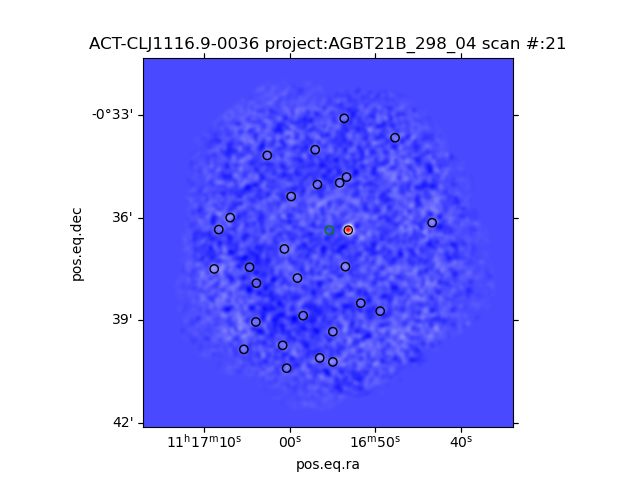 ACT-CLJ1116.9-0036 project:AGBT21B_298_04 scan #:21
-0°33'
36'
39'
42'
pos.eq.dec
11ʰ17ᵐ10ˢ 00ˢ 16ᵐ50ˢ 40ˢ
pos.eq.ra